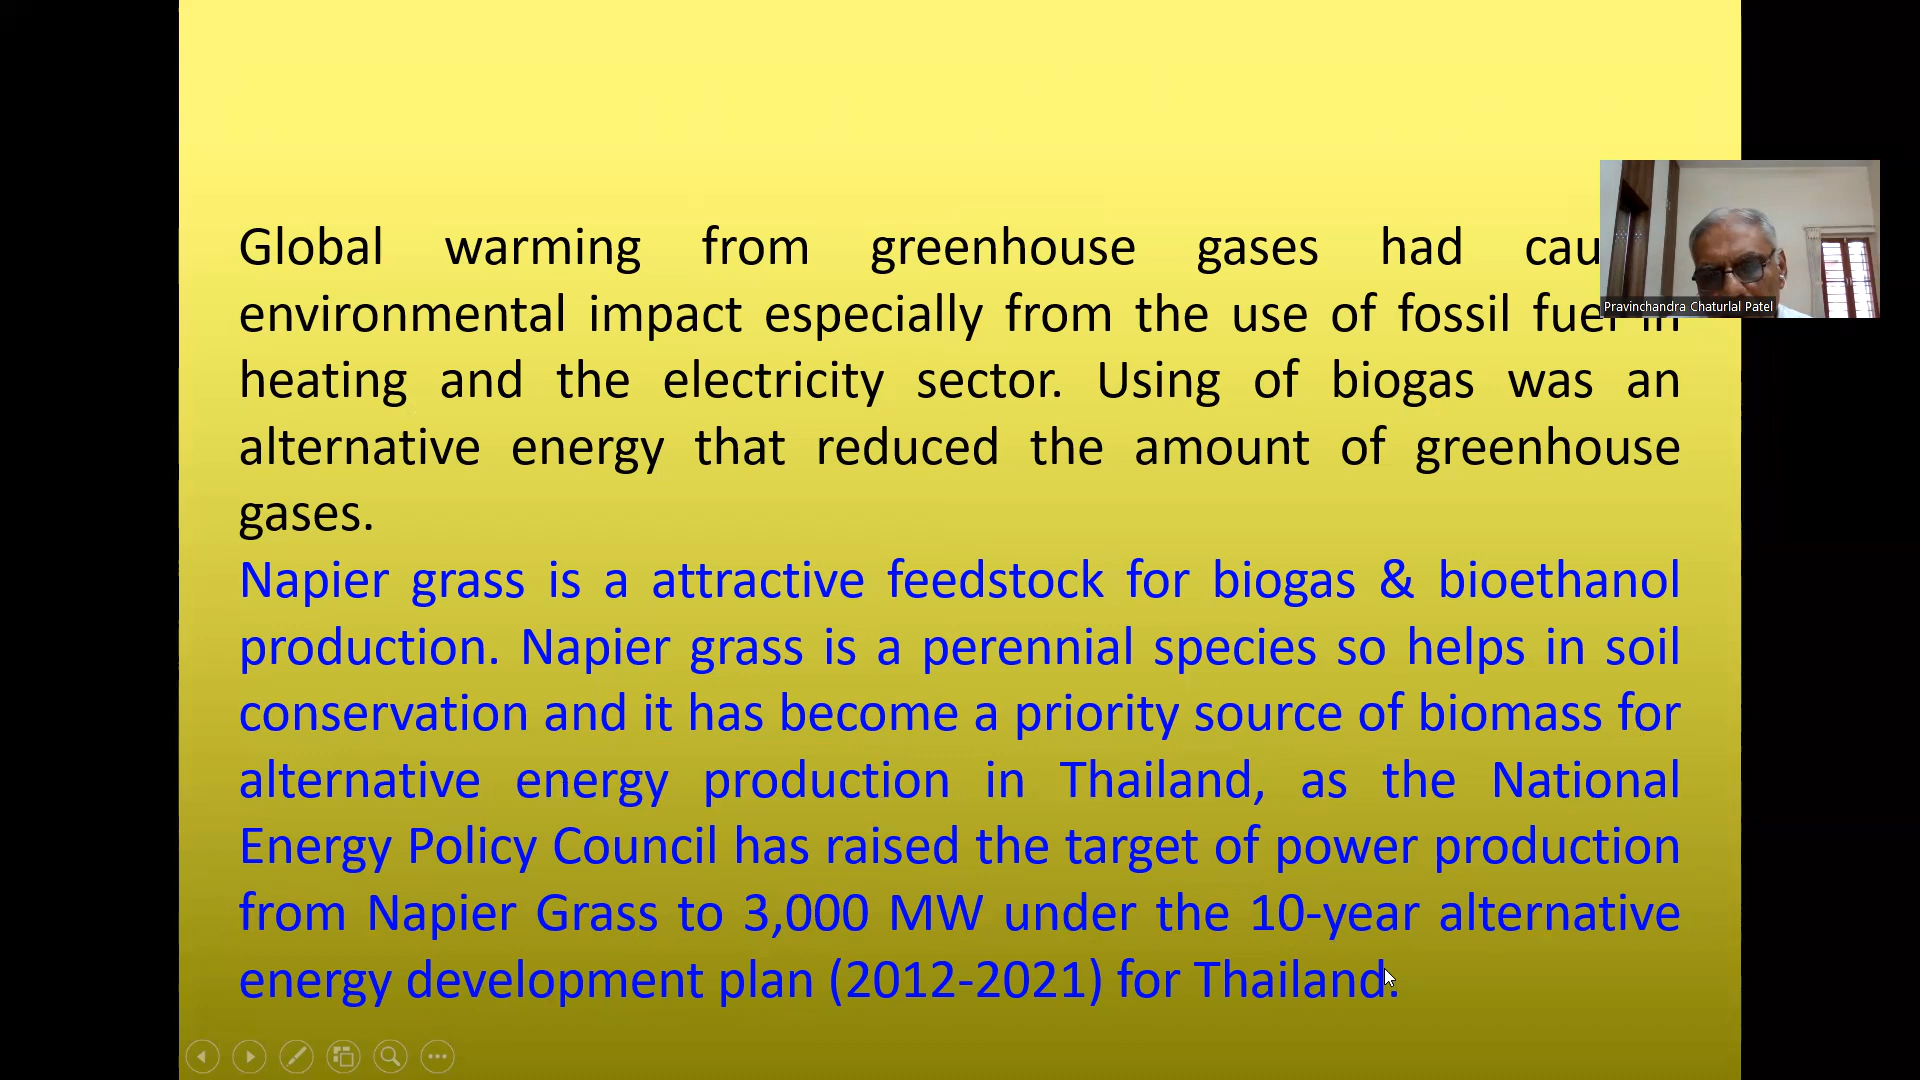 Global warming from greenhouse gases had
environmental impact especially from the use of fossil fuel in
heating and the electricity sector. Using of biogas was an
alternative energy that reduced the amount of greenhouse
gases.
Napier grass is a attractive feedstock for biogas & bioethanol
production. Napier grass is a perennial species so helps in soil
conservation and it has become a priority source of biomass for
alternative energy production in Thailand, as the National
Energy Policy Council has raised the target of power production
from Napier Grass to 3,000 MW under the 10-year alternative
energy development plan (2012-2021) for Thailand.
Pravinchandra Chaturlal Patel